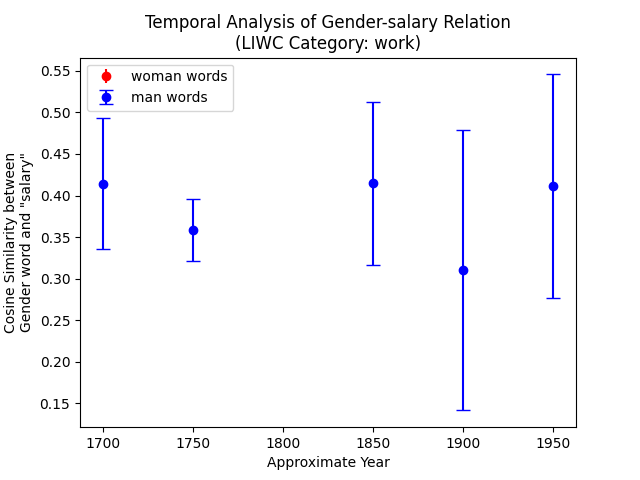 Temporal Analysis of Gender-salary Relation
(LIWC Category: work)
woman words
man words
0.55
0.50
0.45
0.40
0.35
0.30
0.25
0.20
0.15
Cosine Similarity between
Gender word and "salary"
1700
1750
1800
1850
1900
1950
Approximate Year